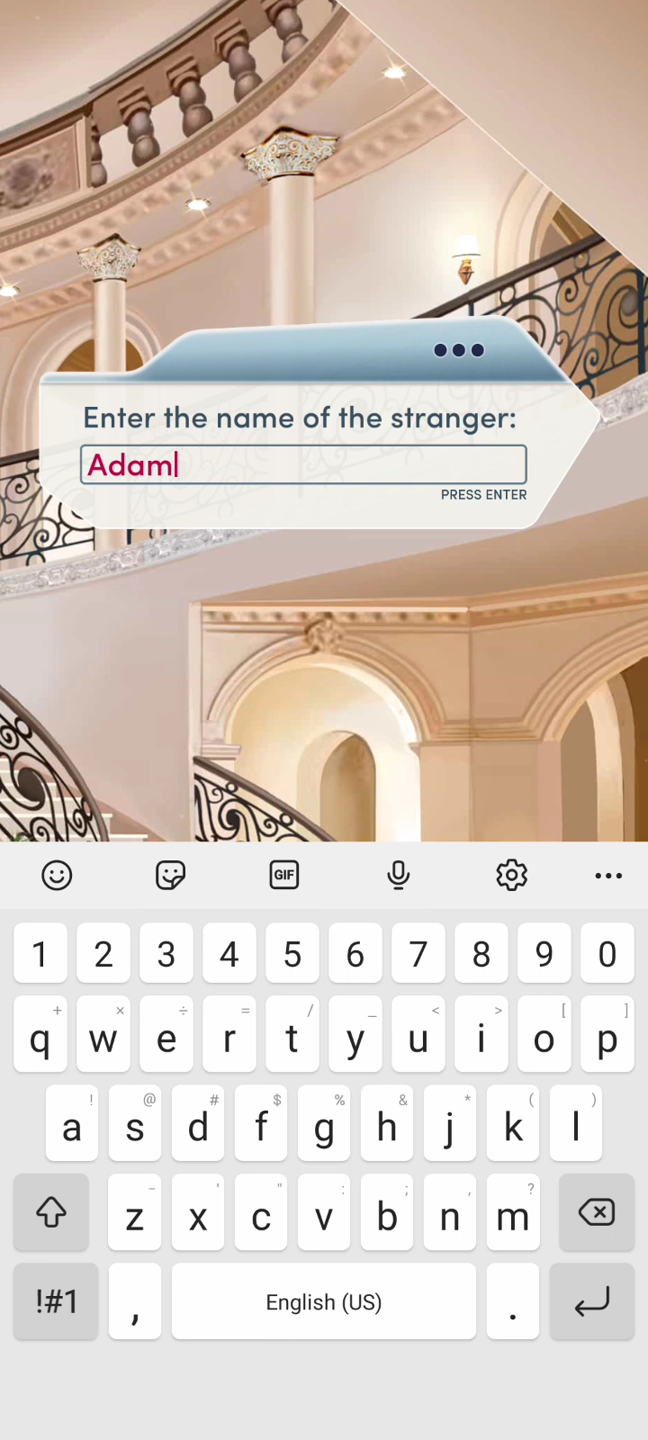 Enter the name of the stranger:
Adam
PRESS ENTER
GIF
1 2 3 4 5 6 7 8 9 0
+ × ÷ = / _ < > [ ]
q w e r t y u i o p
! @ # $ % & * ( )
a s d f g h j k l
- ' " : ; , ?
z x c v b n m
!#1 , English (US) .